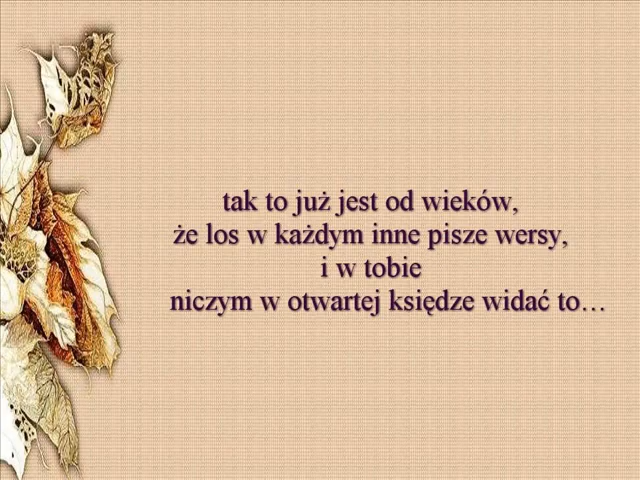 tak to już jest od wieków,
że los w każdym inne pisze wersy,
i w tobie
niczym w otwartej księdze widać to…